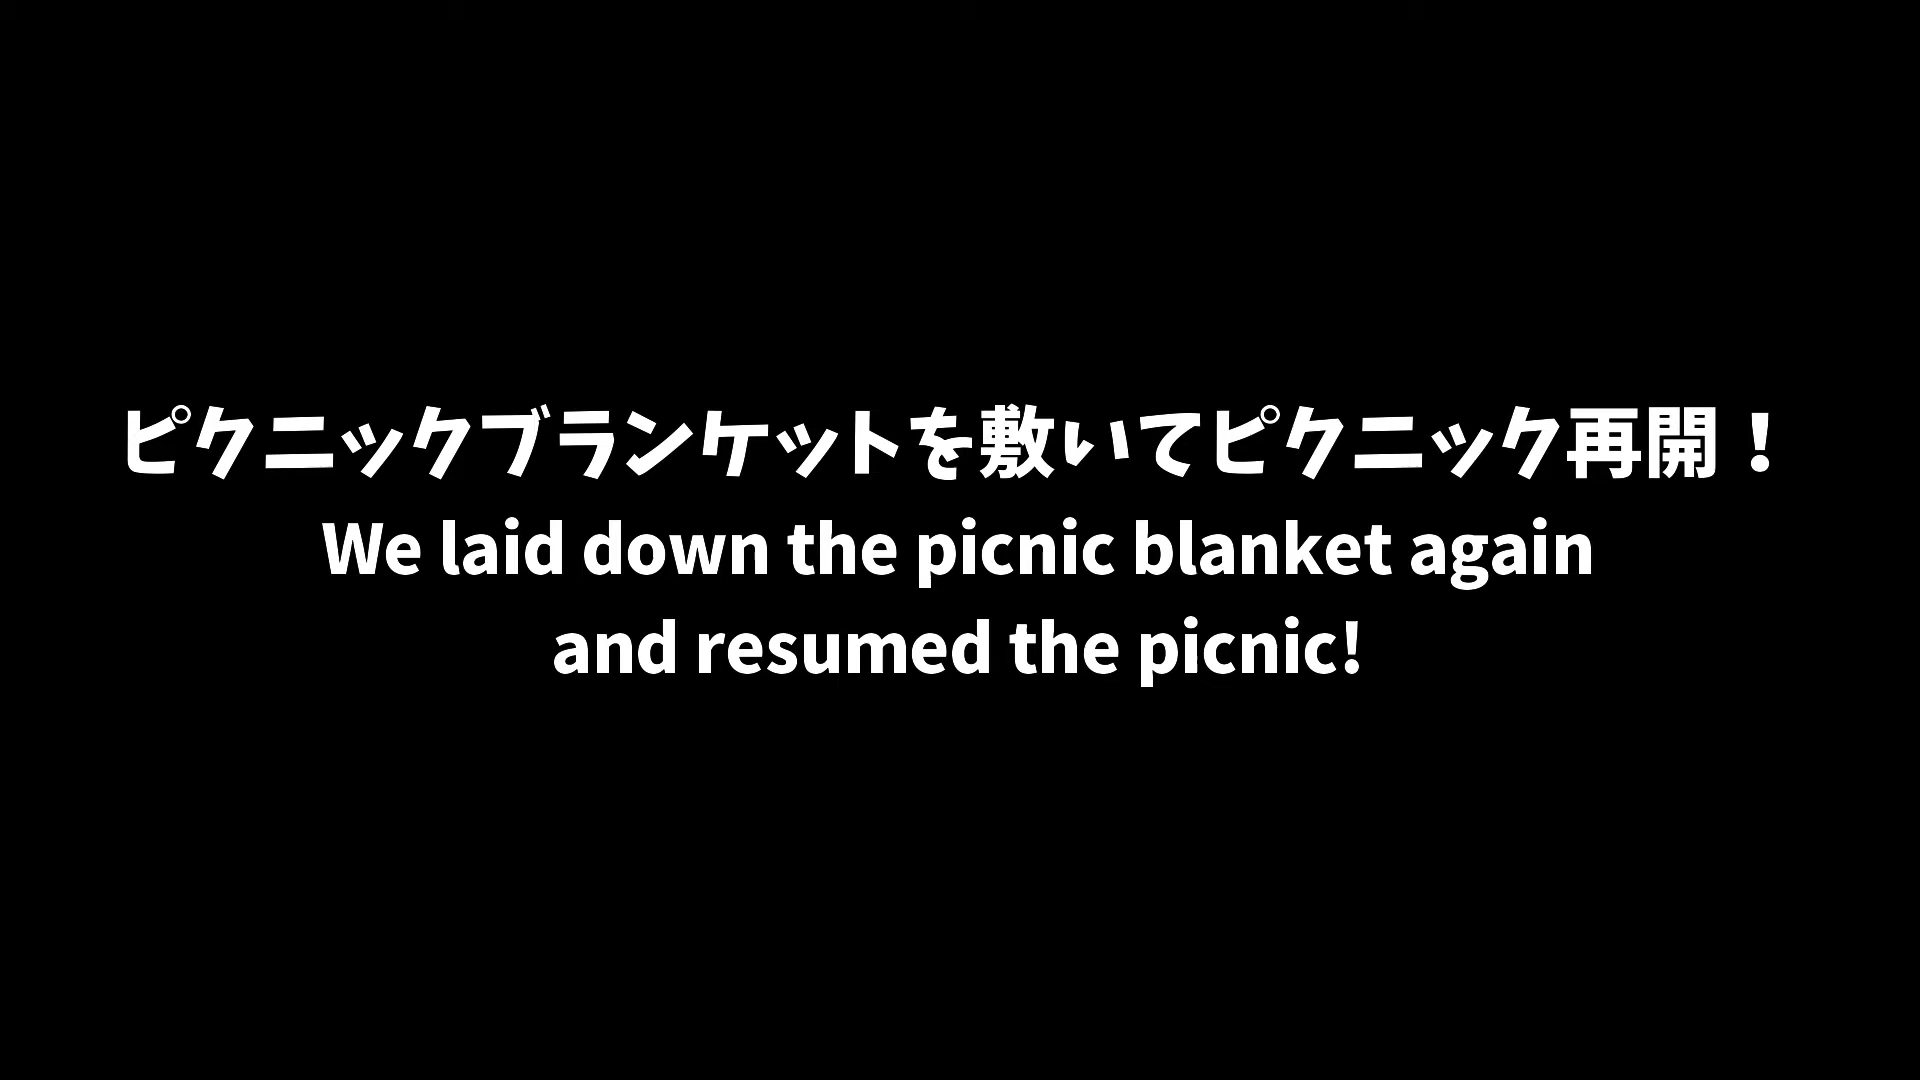 ピクニックブランケットを敷いてピクニック再開！
We laid down the picnic blanket again
and resumed the picnic!